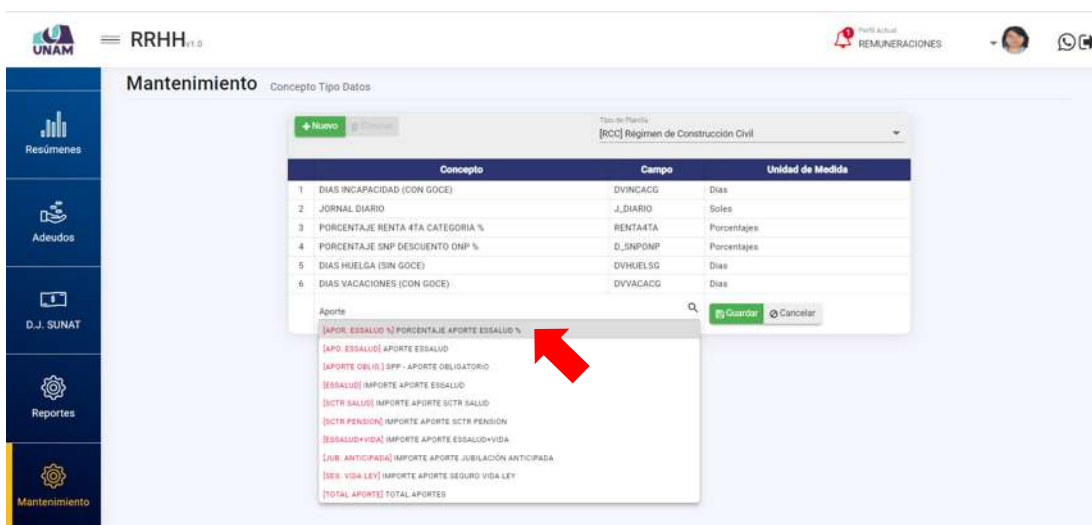 UNAM
RRHH v1.0
Perfil Actual
REMUNERACIONES
1
Mantenimiento Concepto Tipo Datos
Resúmenes
Adeudos
D.J. SUNAT
Reportes
Mantenimiento
+ Nuevo Eliminar
Tipo de Planilla
[RCC] Régimen de Construcción Civil
Concepto Campo Unidad de Medida
1 DIAS INCAPACIDAD (CON GOCE) DVINCACG Dias
2 JORNAL DIARIO J_DIARIO Soles
3 PORCENTAJE RENTA 4TA CATEGORIA % RENTA4TA Porcentajes
4 PORCENTAJE SNP DESCUENTO ONP % D_SNPONP Porcentajes
5 DIAS HUELGA (SIN GOCE) DVHUELSG Dias
6 DIAS VACACIONES (CON GOCE) DVVACACG Dias
Aporte Guardar Cancelar
[APOR. ESSALUD %] PORCENTAJE APORTE ESSALUD %
[APO. ESSALUD] APORTE ESSALUD
[APORTE OBLIG.] SPP - APORTE OBLIGATORIO
[ESSALUD] IMPORTE APORTE ESSALUD
[SCTR SALUD] IMPORTE APORTE SCTR SALUD
[SCTR PENSION] IMPORTE APORTE SCTR PENSION
[ESSALUD+VIDA] IMPORTE APORTE ESSALUD+VIDA
[JUB. ANTICIPADA] IMPORTE APORTE JUBILACIÓN ANTICIPADA
[SEG. VIDA LEY] IMPORTE APORTE SEGURO VIDA LEY
[TOTAL APORTE] TOTAL APORTES